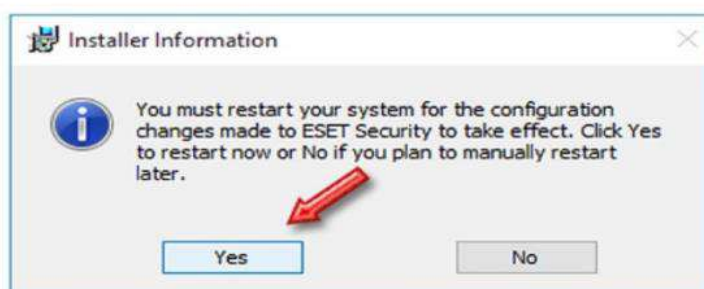 Installer Information
You must restart your system for the configuration
changes made to ESET Security to take effect. Click Yes
to restart now or No if you plan to manually restart
later.
Yes
No